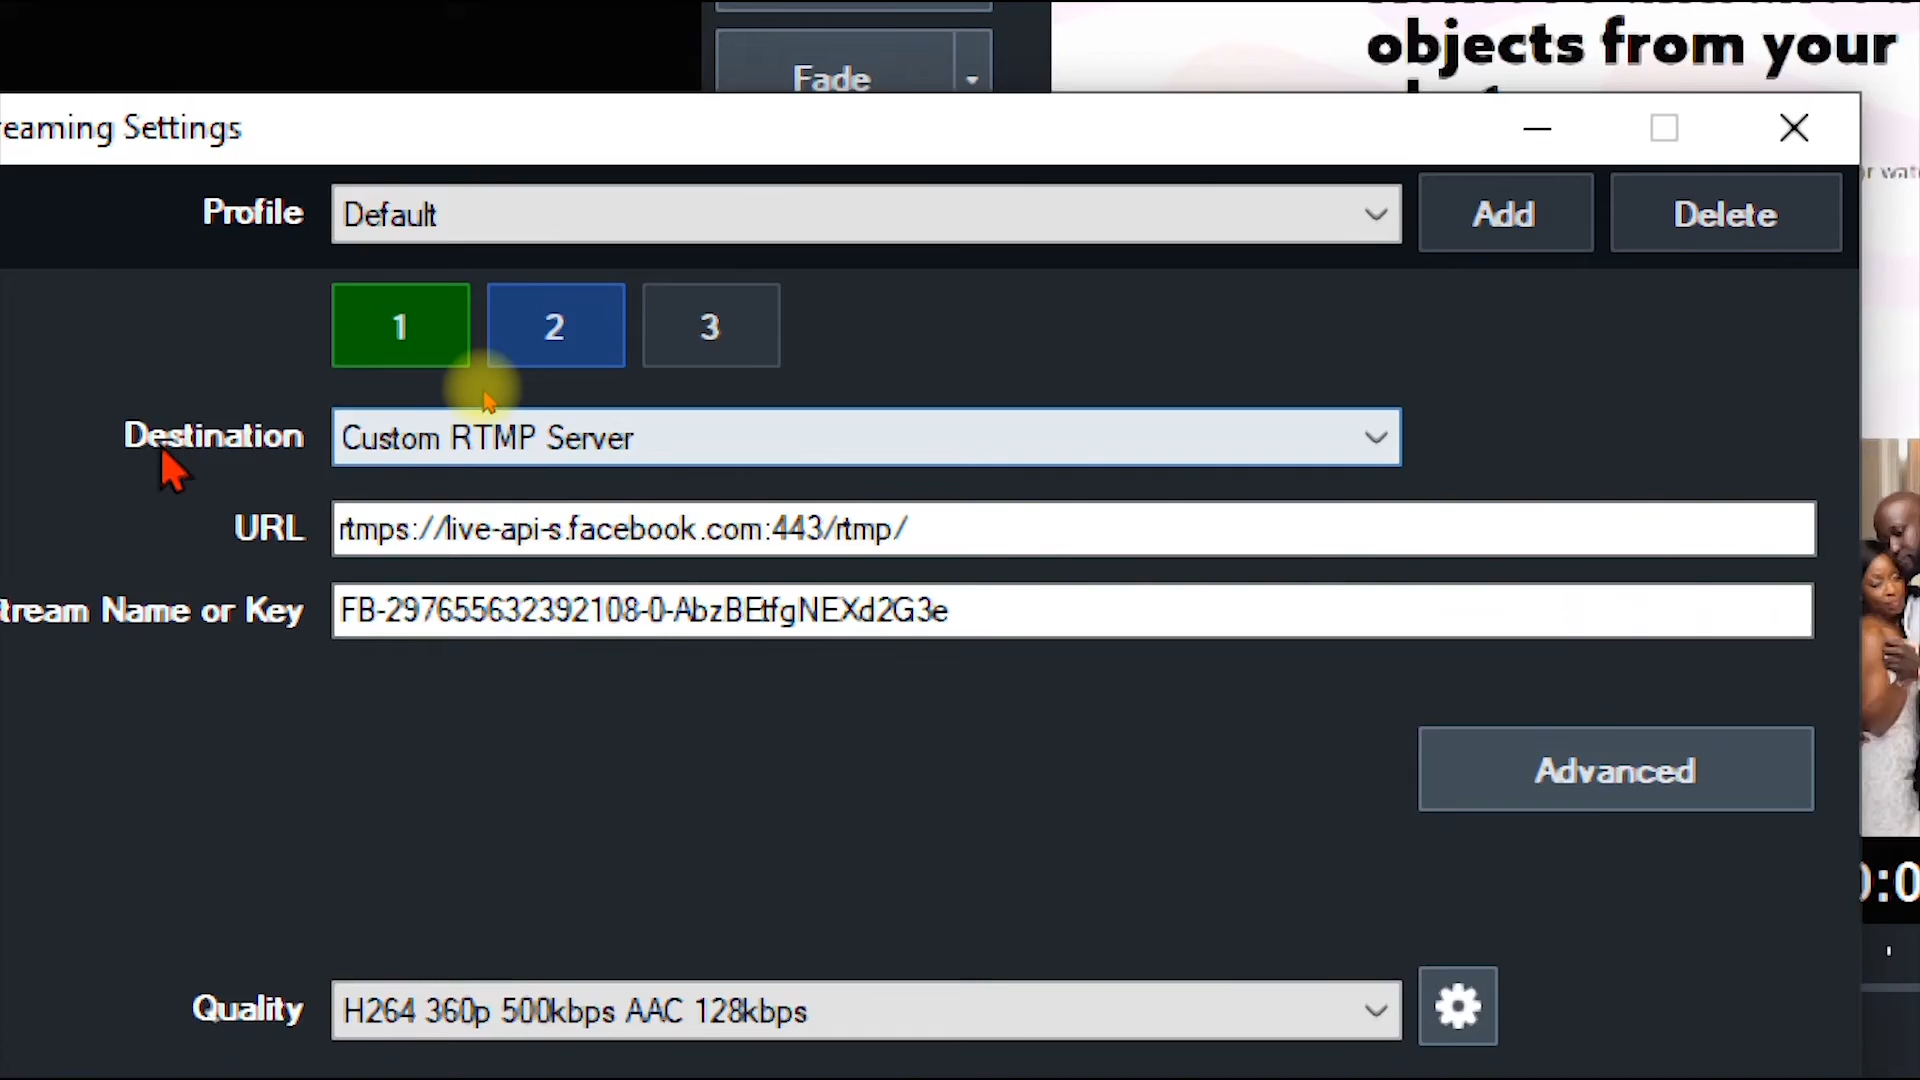 objects from your
Fade
reaming Settings
Profile
Default
Add
Delete
1
2
3
Destination
Custom RTMP Server
URL
rtmps://live-api-s.facebook.com:443/rtmp/
tream Name or Key
FB-297655632392108-0-AbzBEtfgNEXd2G3e
Advanced
Quality
H264 360p 500kbps AAC 128kbps